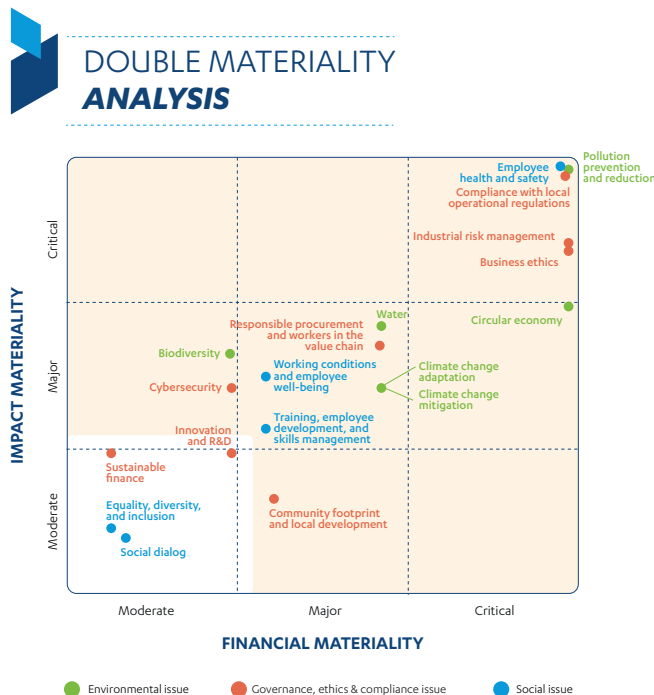 DOUBLE MATERIALITY
ANALYSIS
Pollution
prevention
and reduction
Employee
health and safety
Compliance with local
operational regulations
Industrial risk management
Business ethics
Circular economy
Water
Responsible procurement
and workers in the
value chain
Biodiversity
Working conditions
and employee
well-being
Climate change
adaptation
Cybersecurity
Climate change
mitigation
Training, employee
development, and
skills management
Innovation
and R&D
Sustainable
finance
Equality, diversity,
and inclusion
Social dialog
Community footprint
and local development
IMPACT MATERIALITY
Critical
Major
Moderate
Moderate
Major
Critical
FINANCIAL MATERIALITY
Environmental issue
Governance, ethics & compliance issue
Social issue